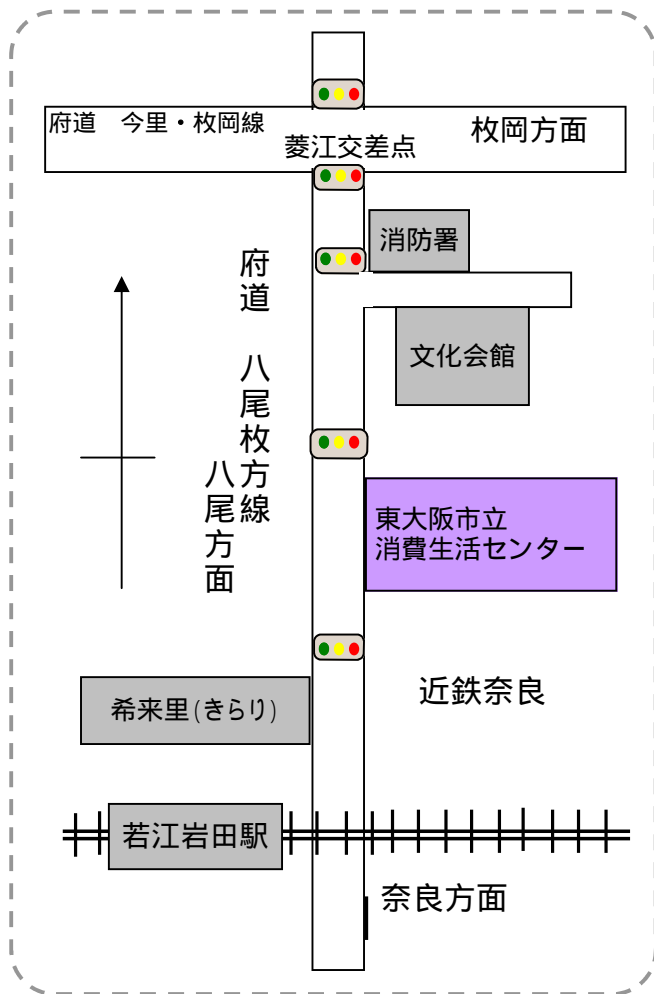 府道　今里・枚岡線
枚岡方面
菱江交差点
消防署
府道　八尾枚方線
八尾方面
文化会館
東大阪市立
消費生活センター
近鉄奈良
希来里(きらり)
若江岩田駅
奈良方面